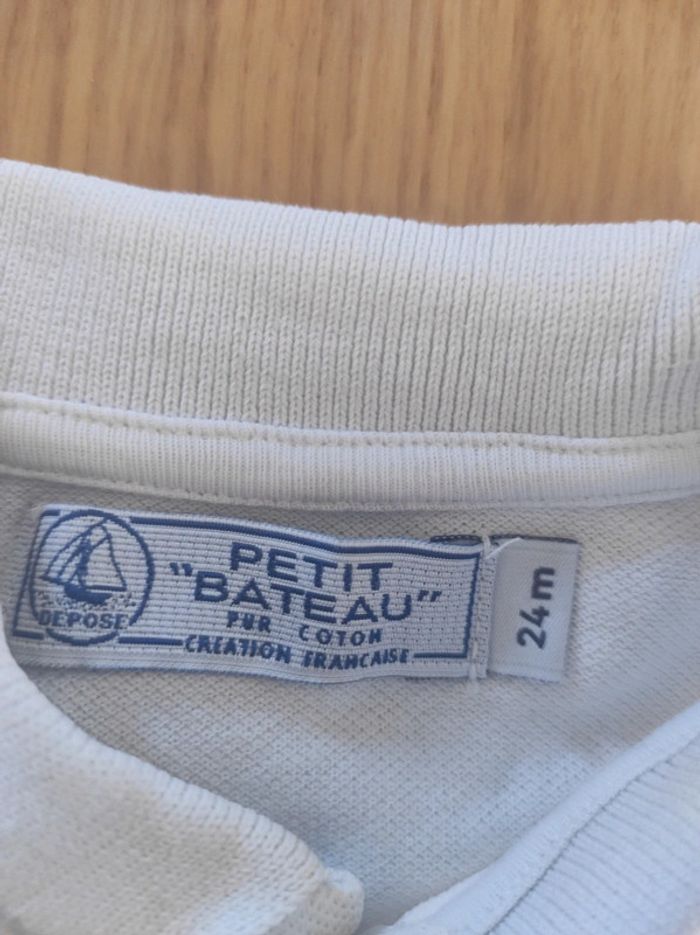 DEPOSE
PETIT
"BATEAU"
PUR COTON
CREATION FRANCAISE
24 m